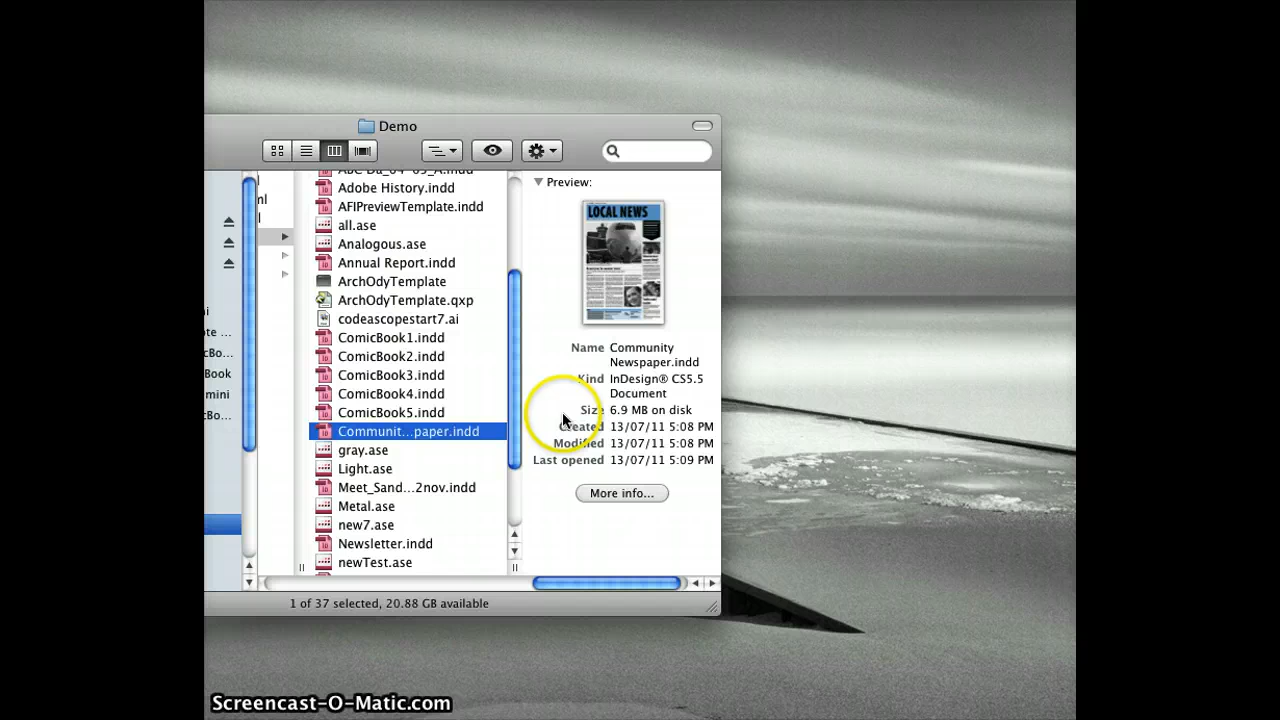 Demo
Adobe History.indd
AFIPreviewTemplate.indd
all.ase
Analogous.ase
Annual Report.indd
ArchOdyTemplate
ArchOdyTemplate.qxp
codeascopestart7.ai
ComicBook1.indd
ComicBook2.indd
ComicBook3.indd
ComicBook4.indd
ComicBook5.indd
Communit...paper.indd
gray.ase
Light.ase
Meet_Sand...2nov.indd
Metal.ase
new7.ase
Newsletter.indd
newTest.ase
Preview:
LOCAL NEWS
Name Community
Newspaper.indd
Kind InDesign® CS5.5
Document
Size 6.9 MB on disk
Created 13/07/11 5:08 PM
Modified 13/07/11 5:08 PM
Last opened 13/07/11 5:09 PM
More info...
1 of 37 selected, 20.88 GB available
Screencast-O-Matic.com